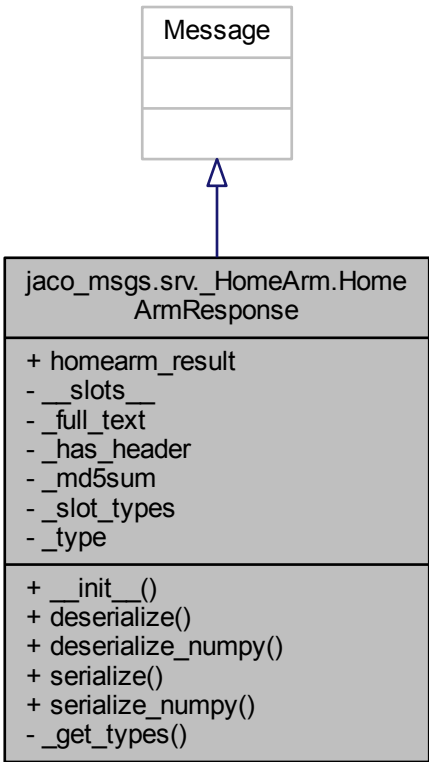 Message
jaco_msgs.srv._HomeArm.Home
ArmResponse
+ homearm_result
- __slots__
- _full_text
- _has_header
- _md5sum
- _slot_types
- _type
+ __init__()
+ deserialize()
+ deserialize_numpy()
+ serialize()
+ serialize_numpy()
- _get_types()